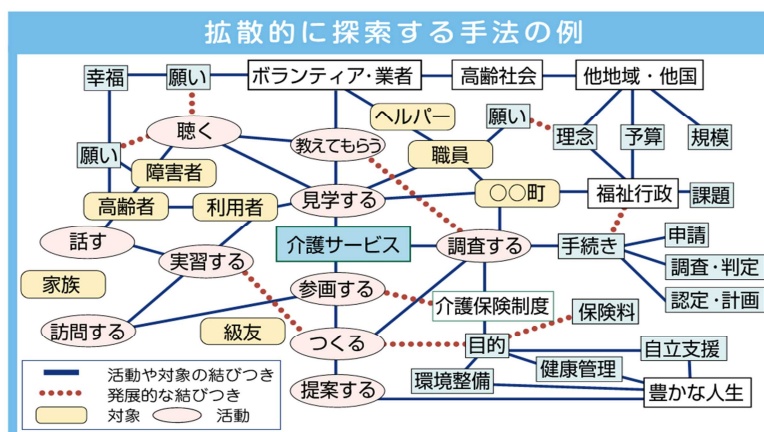 拡散的に探索する手法の例
幸福
願い
ボランティア・業者
高齢社会
他地域・他国
ヘルパー
願い
聴く
教えてもらう
理念
予算
規模
願い
障害者
職員
高齢者
利用者
見学する
〇〇町
福祉行政
課題
話す
実習する
介護サービス
調査する
手続き
申請
調査・判定
認定・計画
家族
参画する
介護保険制度
保険料
訪問する
級友
つくる
目的
自立支援
環境整備
健康管理
豊かな人生
提案する
活動や対象の結びつき
発展的な結びつき
対象
活動